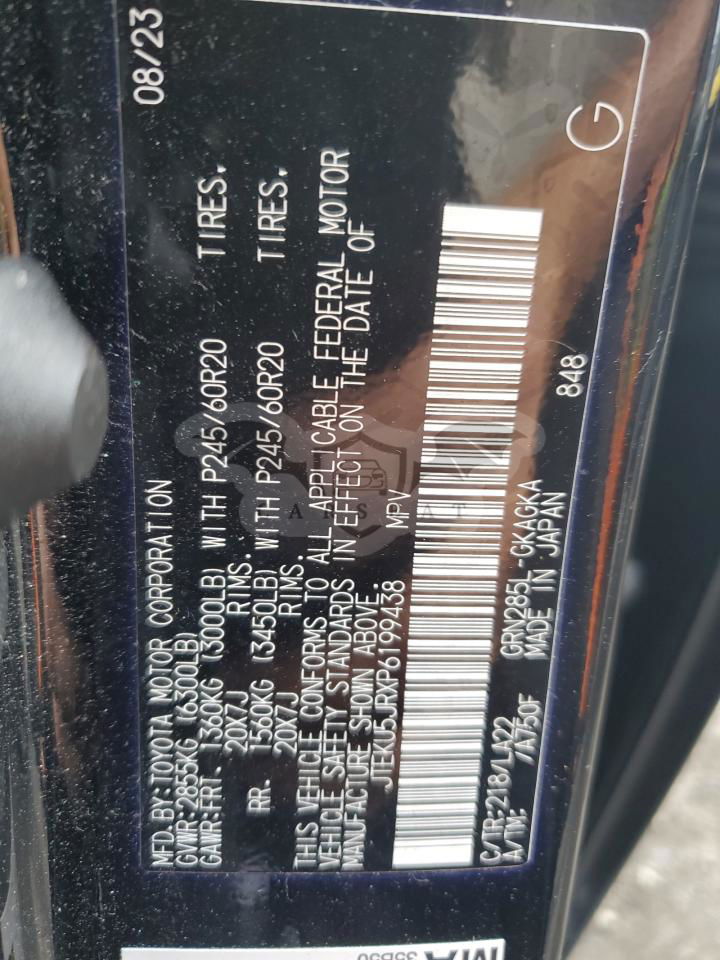 MFD. BY: TOYOTA MOTOR CORPORATION 08/23
GVWR: 2855KG (6300LB)
GAWR: FRT. 1360KG (3000LB) WITH P245/60R20 TIRES.
20X7J RIMS.
RR. 1560KG (3450LB) WITH P245/60R20 TIRES.
20X7J RIMS.
THIS VEHICLE CONFORMS TO ALL APPLICABLE FEDERAL MOTOR
VEHICLE SAFETY STANDARDS IN EFFECT ON THE DATE OF
MANUFACTURE SHOWN ABOVE.
JTEKU5JRXP6199438 MPV
C/TR: 218/LA22 GRN285L-GKAGKA
A/TM: /A750F MADE IN JAPAN
848
G
35B50